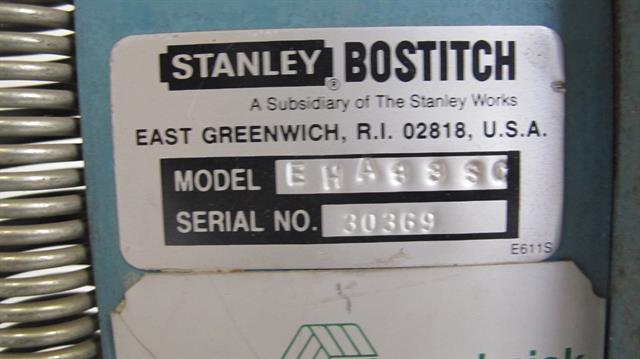 STANLEY® BOSTITCH
A Subsidiary of The Stanley Works
EAST GREENWICH, R.I. 02818, U.S.A.
MODEL EHA33SC
SERIAL NO. 30369
E611S